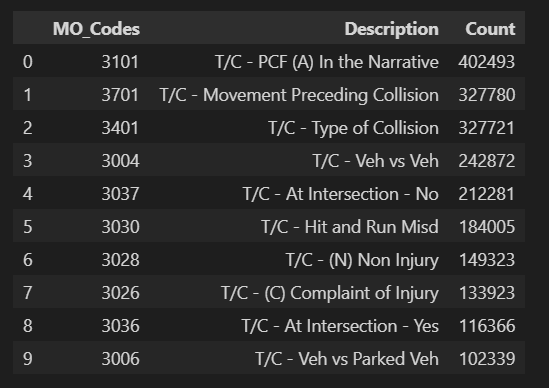 MO_Codes Description Count
0 3101 T/C - PCF (A) In the Narrative 402493
1 3701 T/C - Movement Preceding Collision 327780
2 3401 T/C - Type of Collision 327721
3 3004 T/C - Veh vs Veh 242872
4 3037 T/C - At Intersection - No 212281
5 3030 T/C - Hit and Run Misd 184005
6 3028 T/C - (N) Non Injury 149323
7 3026 T/C - (C) Complaint of Injury 133923
8 3036 T/C - At Intersection - Yes 116366
9 3006 T/C - Veh vs Parked Veh 102339